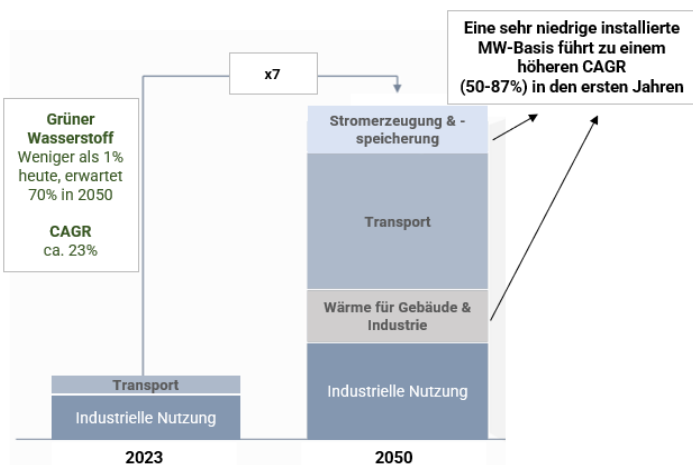 Eine sehr niedrige installierte
MW-Basis führt zu einem
höheren CAGR
(50-87%) in den ersten Jahren
x7
Grüner
Wasserstoff
Weniger als 1%
heute, erwartet
70% in 2050
CAGR
ca. 23%
Stromerzeugung & -
speicherung
Transport
Wärme für Gebäude &
Industrie
Industrielle Nutzung
Transport
Industrielle Nutzung
2023
2050